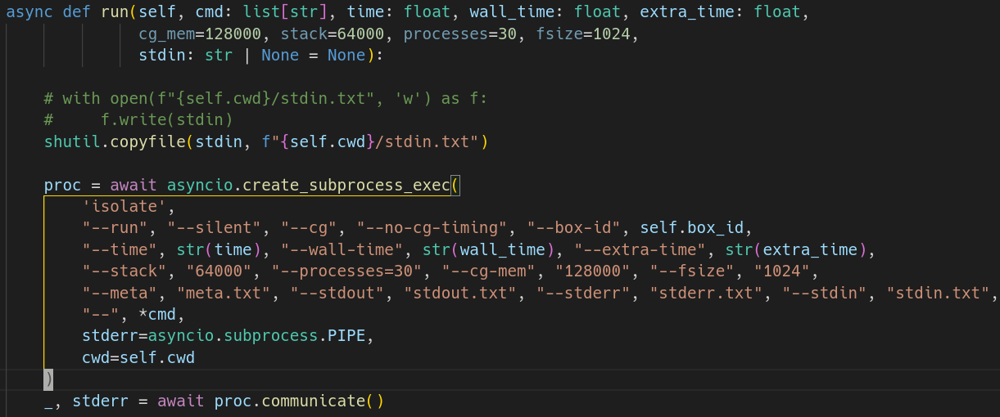 async def run(self, cmd: list[str], time: float, wall_time: float, extra_time: float,
              cg_mem=128000, stack=64000, processes=30, fsize=1024,
              stdin: str | None = None):

    # with open(f"{self.cwd}/stdin.txt", 'w') as f:
    #     f.write(stdin)
    shutil.copyfile(stdin, f"{self.cwd}/stdin.txt")

    proc = await asyncio.create_subprocess_exec(
        'isolate',
        "--run", "--silent", "--cg", "--no-cg-timing", "--box-id", self.box_id,
        "--time", str(time), "--wall-time", str(wall_time), "--extra-time", str(extra_time),
        "--stack", "64000", "--processes=30", "--cg-mem", "128000", "--fsize", "1024",
        "--meta", "meta.txt", "--stdout", "stdout.txt", "--stderr", "stderr.txt", "--stdin", "stdin.txt",
        "--", *cmd,
        stderr=asyncio.subprocess.PIPE,
        cwd=self.cwd
    )
    _, stderr = await proc.communicate()